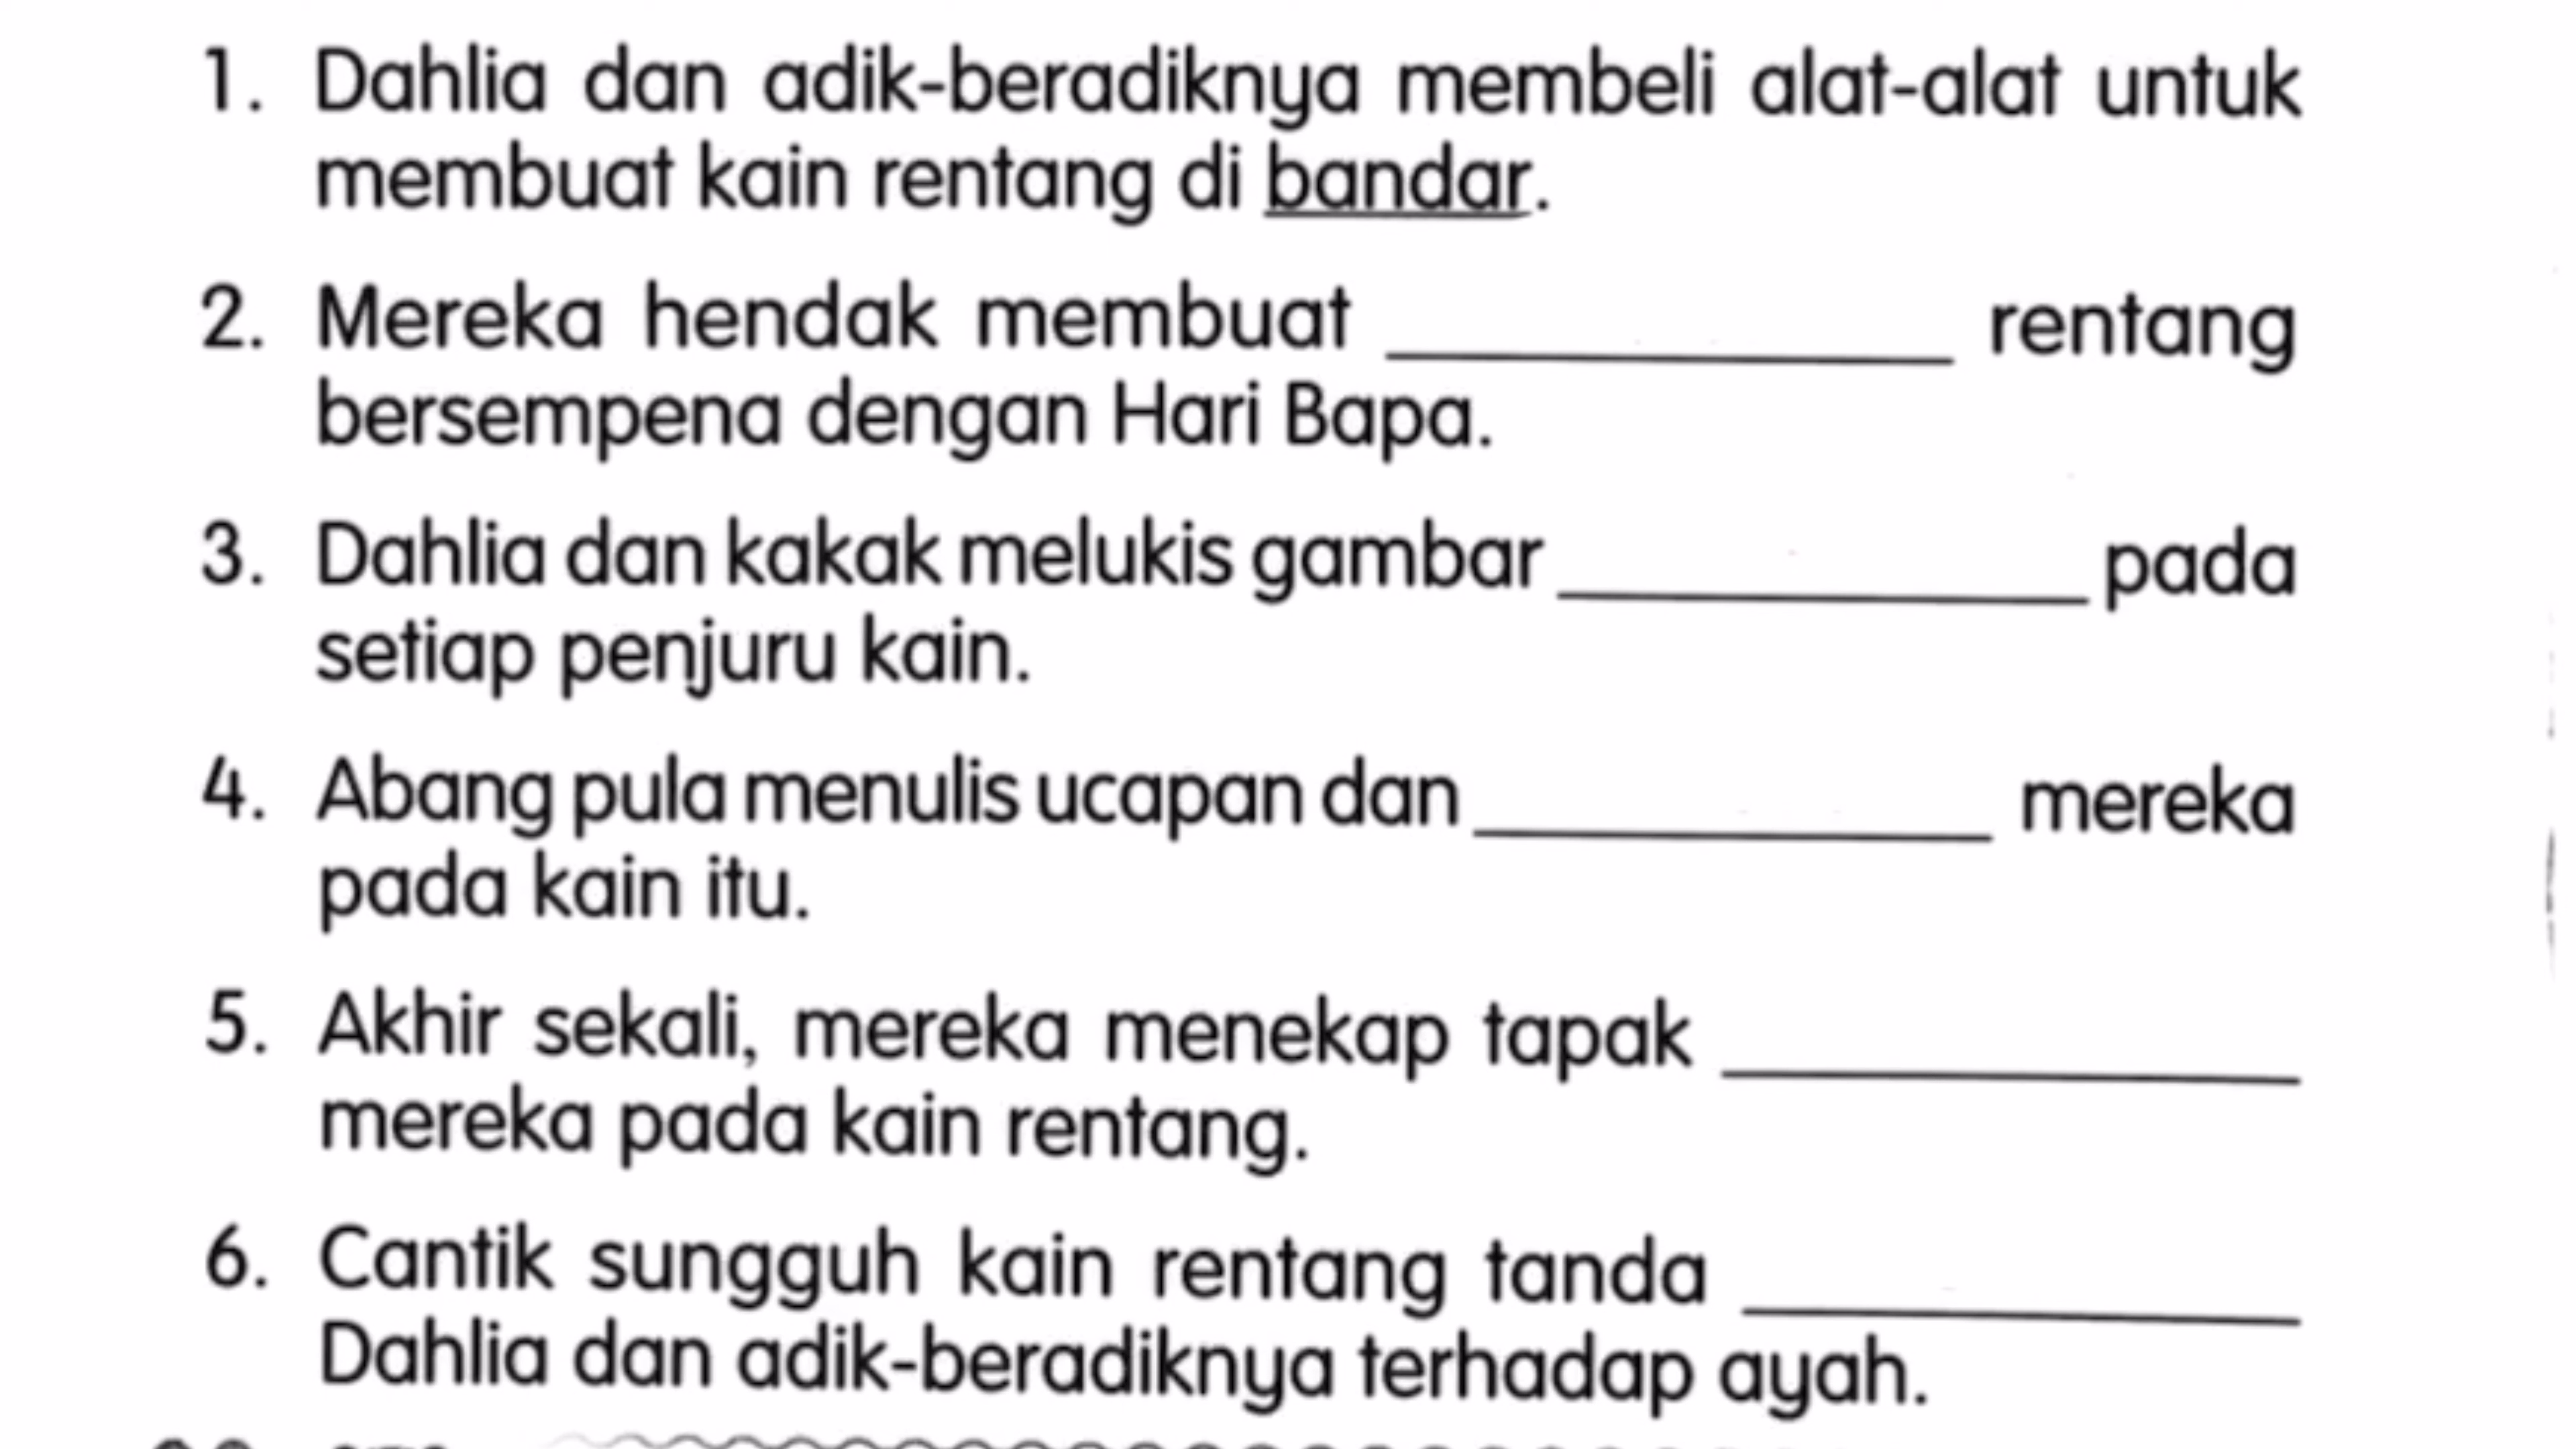 1. Dahlia dan adik-beradiknya membeli alat-alat untuk
membuat kain rentang di bandar.
2. Mereka hendak membuat __________ rentang
bersempena dengan Hari Bapa.
3. Dahlia dan kakak melukis gambar __________ pada
setiap penjuru kain.
4. Abang pula menulis ucapan dan __________ mereka
pada kain itu.
5. Akhir sekali, mereka menekap tapak __________
mereka pada kain rentang.
6. Cantik sungguh kain rentang tanda __________
Dahlia dan adik-beradiknya terhadap ayah.